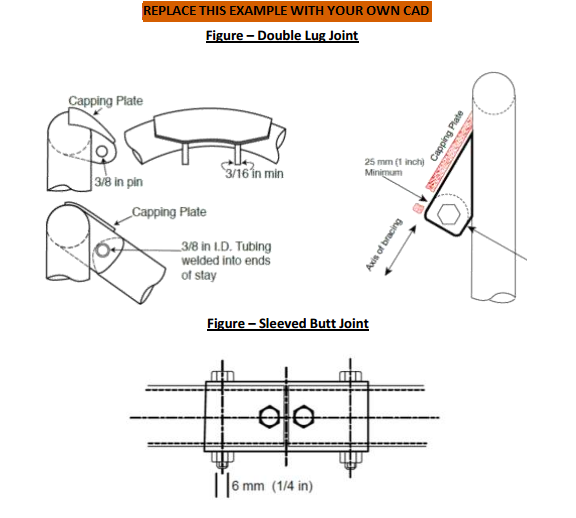 REPLACE THIS EXAMPLE WITH YOUR OWN CAD
Figure – Double Lug Joint
Capping Plate
3/8 in pin
3/16 in min
Capping Plate
3/8 in I.D. Tubing
welded into ends
of stay
Capping Plate
25 mm (1 inch)
Minimum
Axis of bracing
Figure – Sleeved Butt Joint
6 mm (1/4 in)